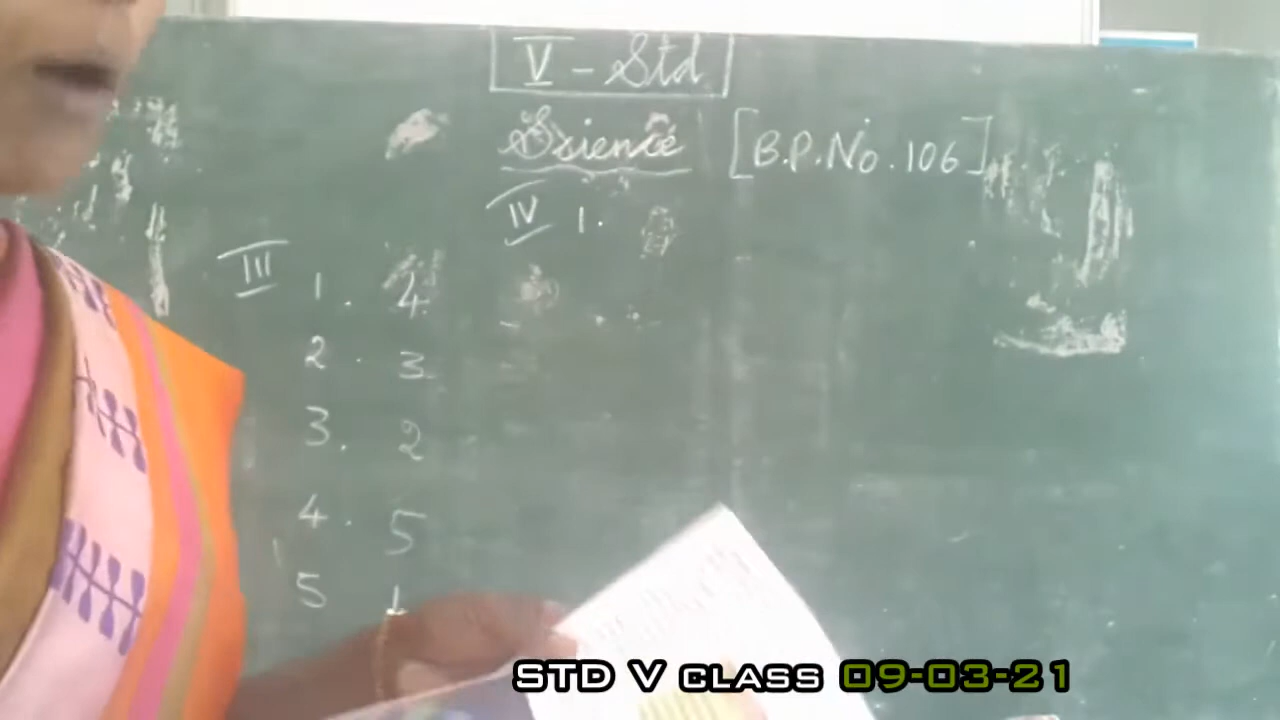 V - Std
Science [B.P.No.106]
IV 1.
III 1. 4
2. 3
3. 2
4. 5
5 1
STD V CLASS 09-03-21